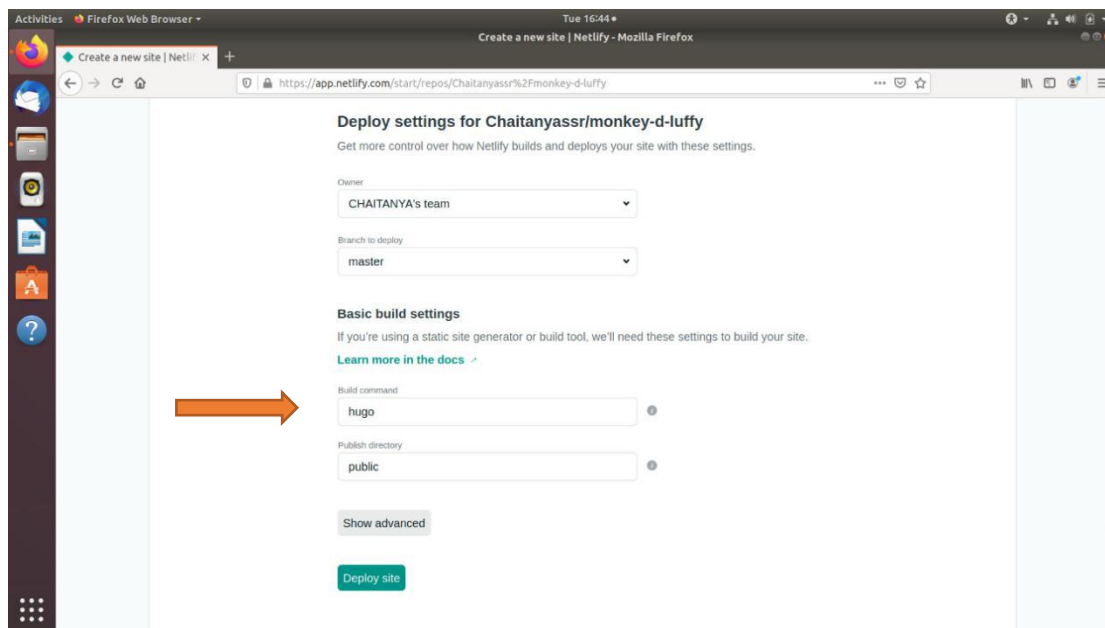 Activities Firefox Web Browser Tue 16:44
Create a new site | Netlify - Mozilla Firefox
Create a new site | Netlif
https://app.netlify.com/start/repos/Chaitanyassr%2Fmonkey-d-luffy
Deploy settings for Chaitanyassr/monkey-d-luffy
Get more control over how Netlify builds and deploys your site with these settings.
Owner
CHAITANYA's team
Branch to deploy
master
Basic build settings
If you're using a static site generator or build tool, we'll need these settings to build your site.
Learn more in the docs
Build command
hugo
Publish directory
public
Show advanced
Deploy site